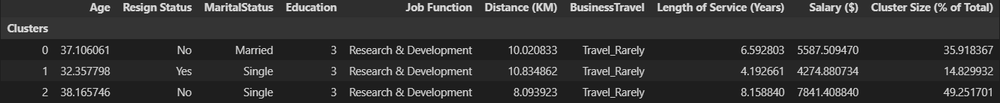 Age Resign Status MaritalStatus Education Job Function Distance (KM) BusinessTravel Length of Service (Years) Salary ($) Cluster Size (% of Total)
Clusters
0 37.106061 No Married 3 Research & Development 10.020833 Travel_Rarely 6.592803 5587.509470 35.918367
1 32.357798 Yes Single 3 Research & Development 10.834862 Travel_Rarely 4.192661 4274.880734 14.829932
2 38.165746 No Single 3 Research & Development 8.093923 Travel_Rarely 8.158840 7841.408840 49.251701